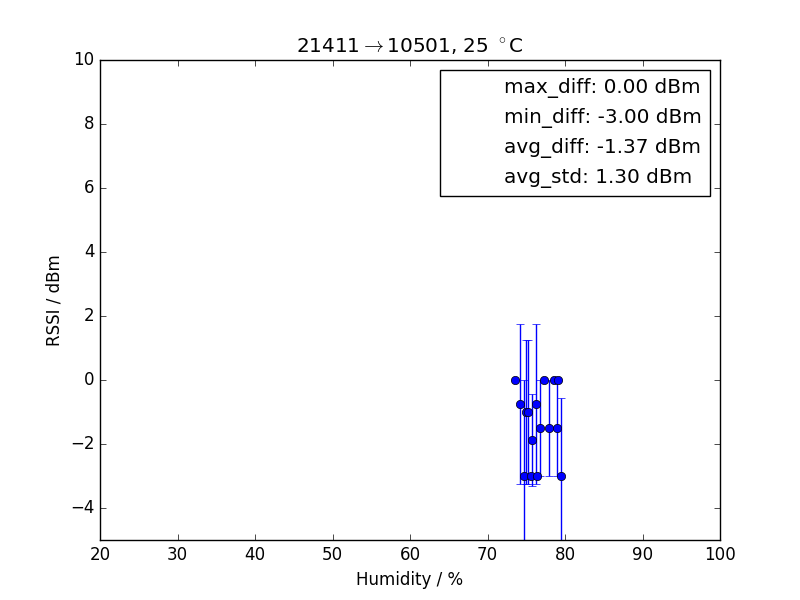 21411→10501, 25 °C
max_diff: 0.00 dBm
min_diff: -3.00 dBm
avg_diff: -1.37 dBm
avg_std: 1.30 dBm
10
8
6
4
2
0
−2
−4
RSSI / dBm
20 30 40 50 60 70 80 90 100
Humidity / %